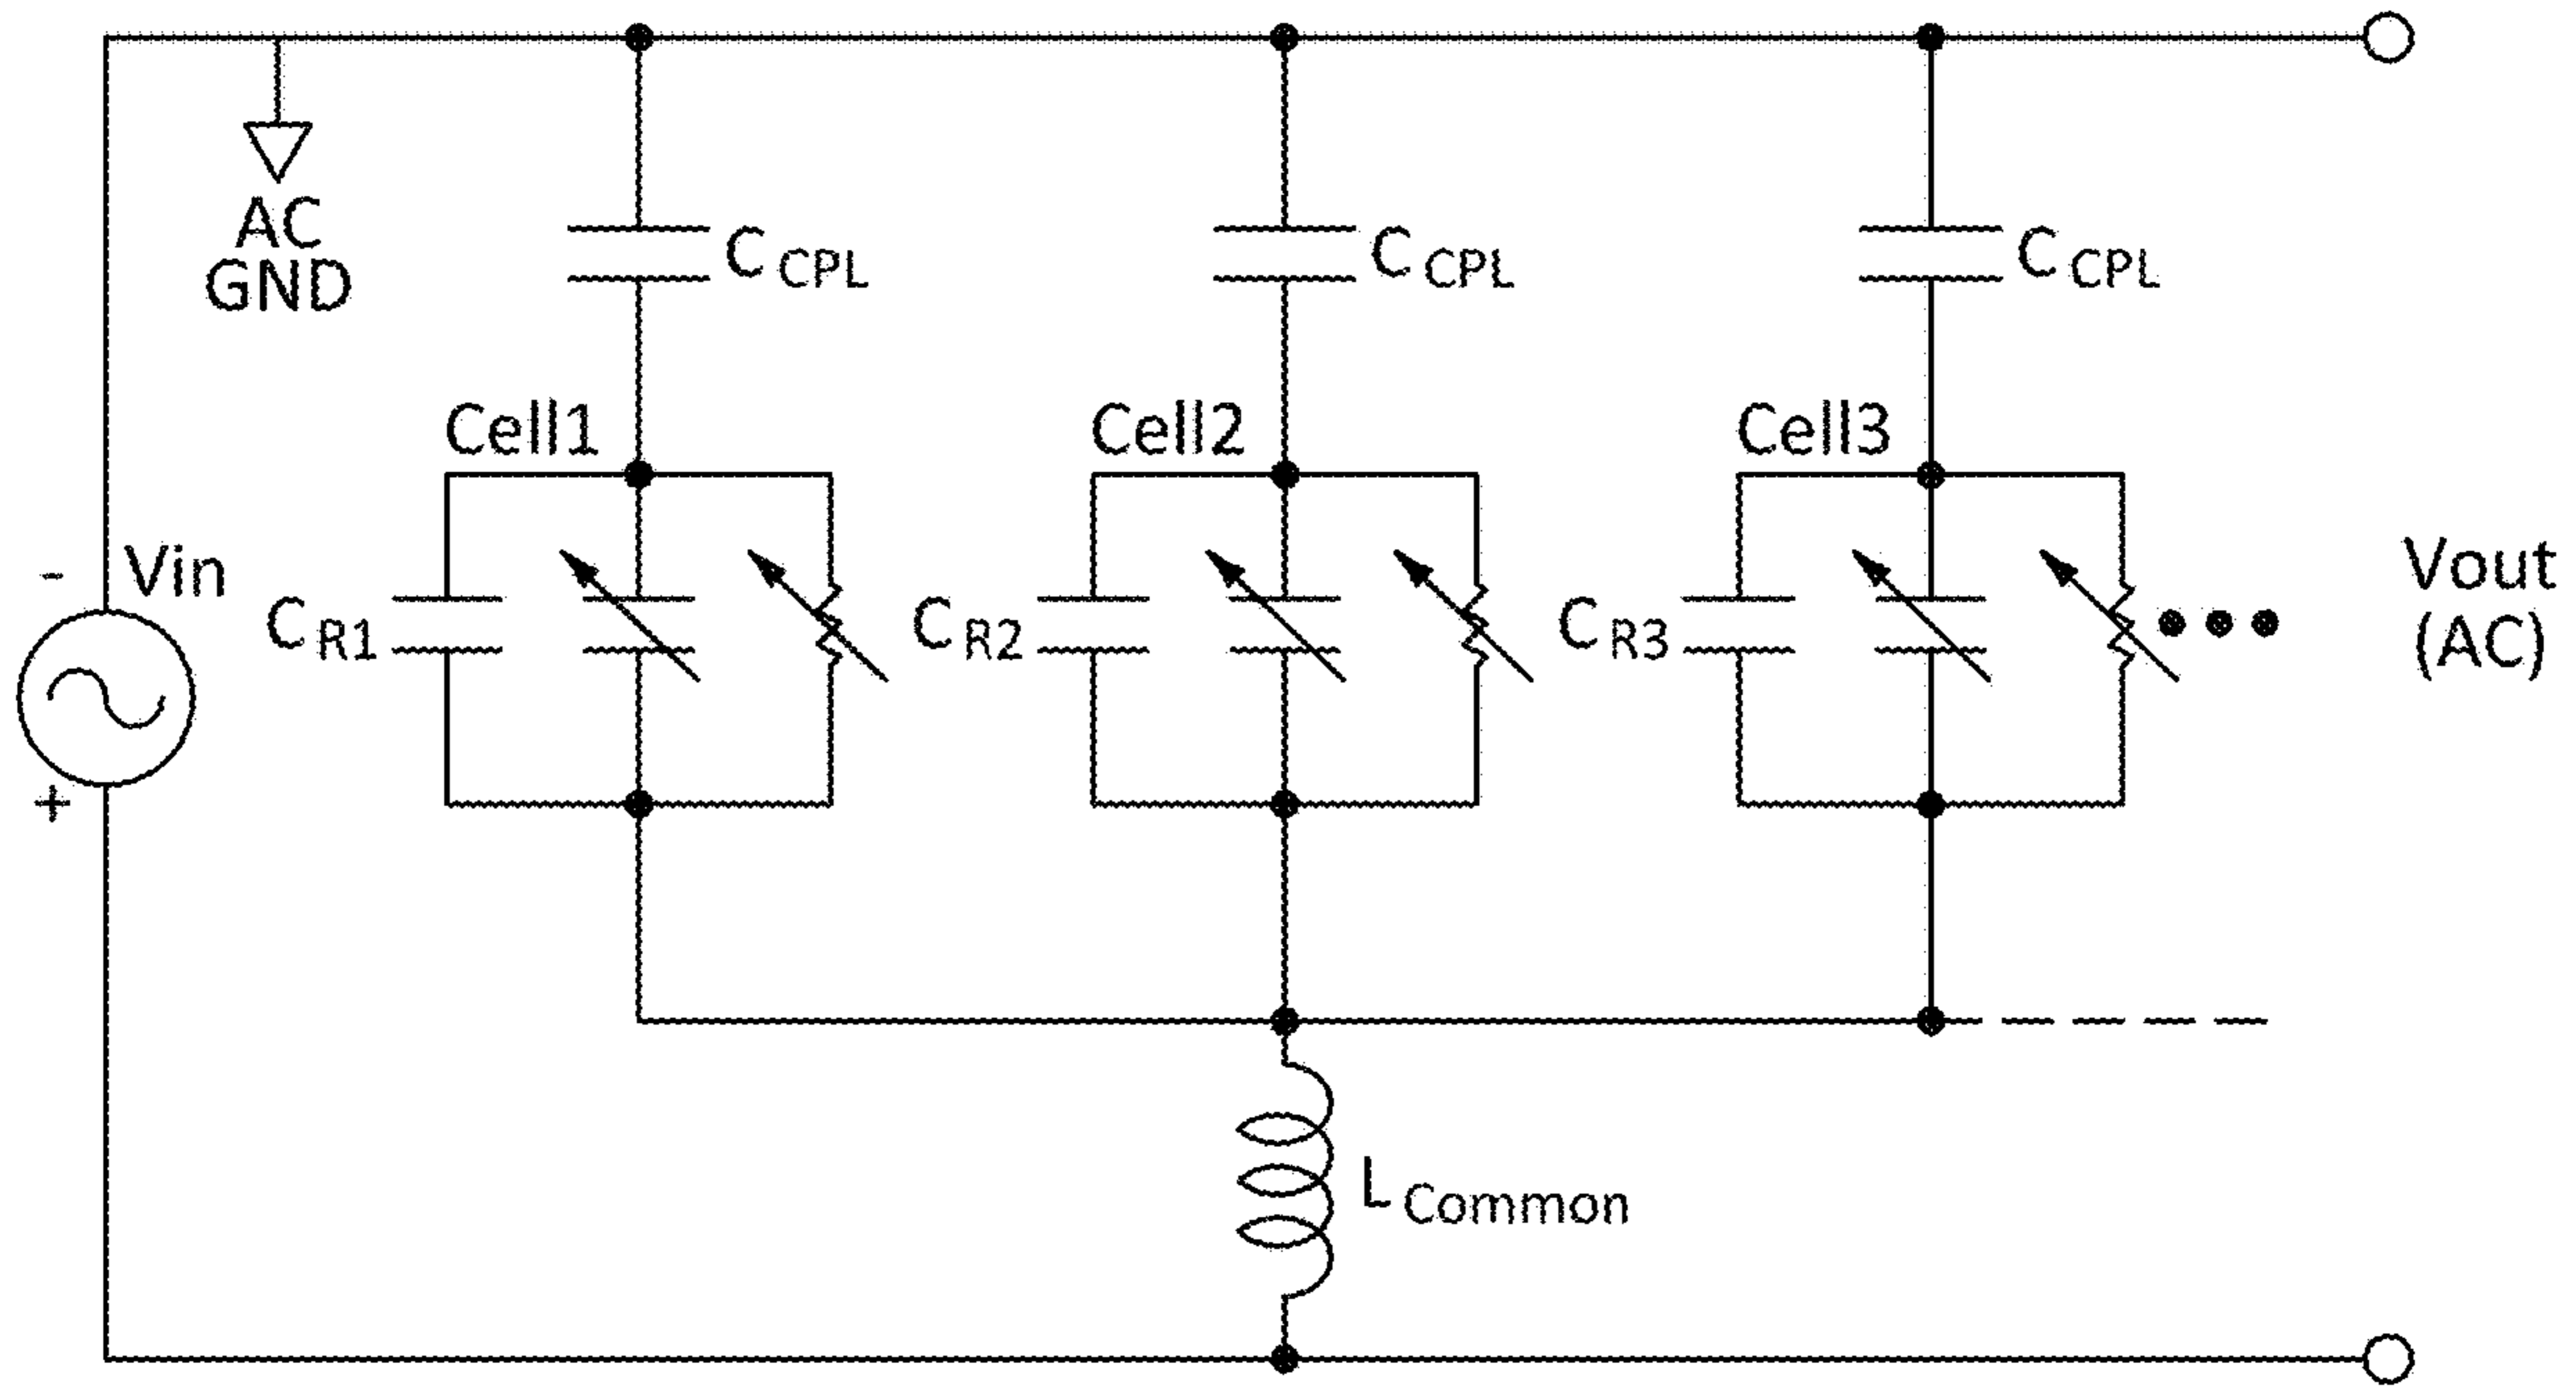 AC
GND
C CPL
C CPL
C CPL
Cell1
Cell2
Cell3
- Vin
C R1
C R2
C R3
Vout
(AC)
+
L Common